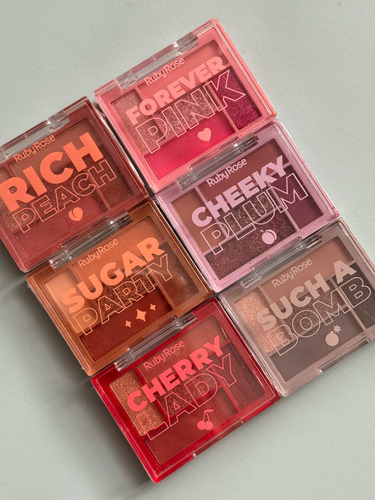 RubyRose
FOREVER
PINK
RubyRose
RICH
PEACH
RubyRose
CHEEKY
PLUM
RubyRose
SUGAR
PARTY
RubyRose
SUCH A
BOMB
RubyRose
CHERRY
LADY